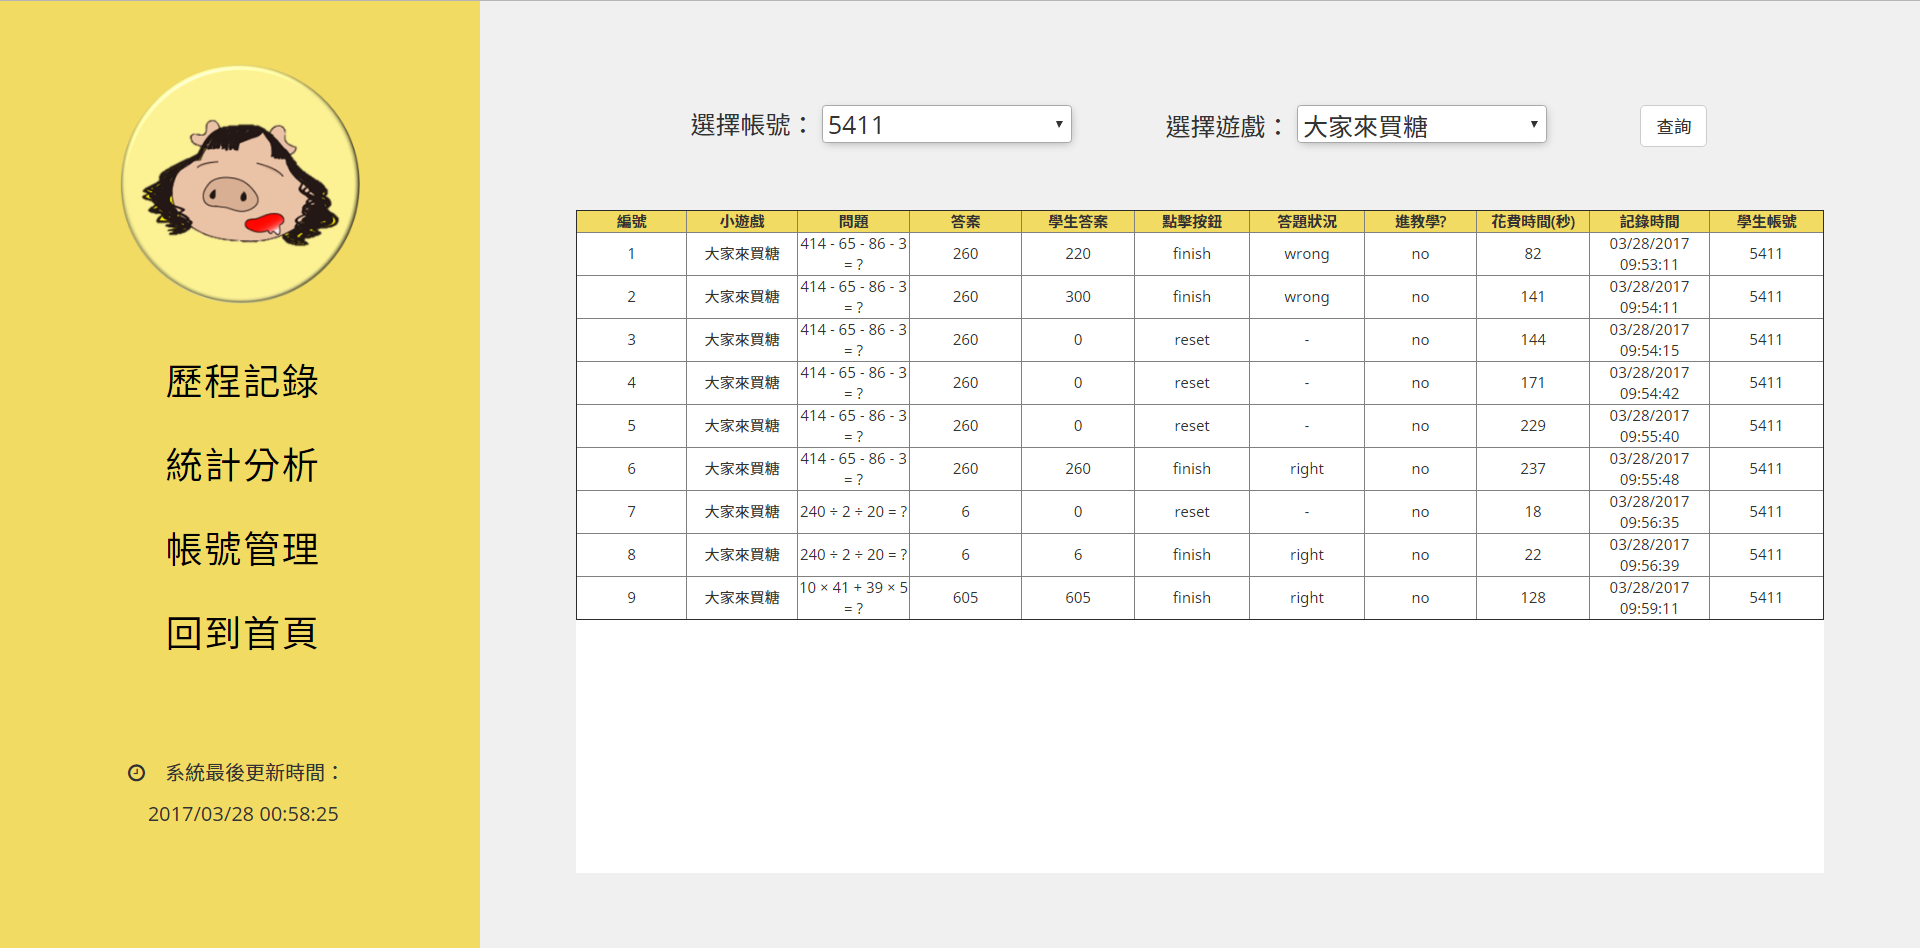 選擇帳號： 5411 選擇遊戲： 大家來買糖 查詢
歷程記錄
統計分析
帳號管理
回到首頁
系統最後更新時間：
2017/03/28 00:58:25
編號 小遊戲 問題 答案 學生答案 點擊按鈕 答題狀況 進教學? 花費時間(秒) 記錄時間 學生帳號
1 大家來買糖 414 - 65 - 86 - 3 = ? 260 220 finish wrong no 82 03/28/2017 09:53:11 5411
2 大家來買糖 414 - 65 - 86 - 3 = ? 260 300 finish wrong no 141 03/28/2017 09:54:11 5411
3 大家來買糖 414 - 65 - 86 - 3 = ? 260 0 reset - no 144 03/28/2017 09:54:15 5411
4 大家來買糖 414 - 65 - 86 - 3 = ? 260 0 reset - no 171 03/28/2017 09:54:42 5411
5 大家來買糖 414 - 65 - 86 - 3 = ? 260 0 reset - no 229 03/28/2017 09:55:40 5411
6 大家來買糖 414 - 65 - 86 - 3 = ? 260 260 finish right no 237 03/28/2017 09:55:48 5411
7 大家來買糖 240 ÷ 2 ÷ 20 = ? 6 0 reset - no 18 03/28/2017 09:56:35 5411
8 大家來買糖 240 ÷ 2 ÷ 20 = ? 6 6 finish right no 22 03/28/2017 09:56:39 5411
9 大家來買糖 10 × 41 + 39 × 5 = ? 605 605 finish right no 128 03/28/2017 09:59:11 5411